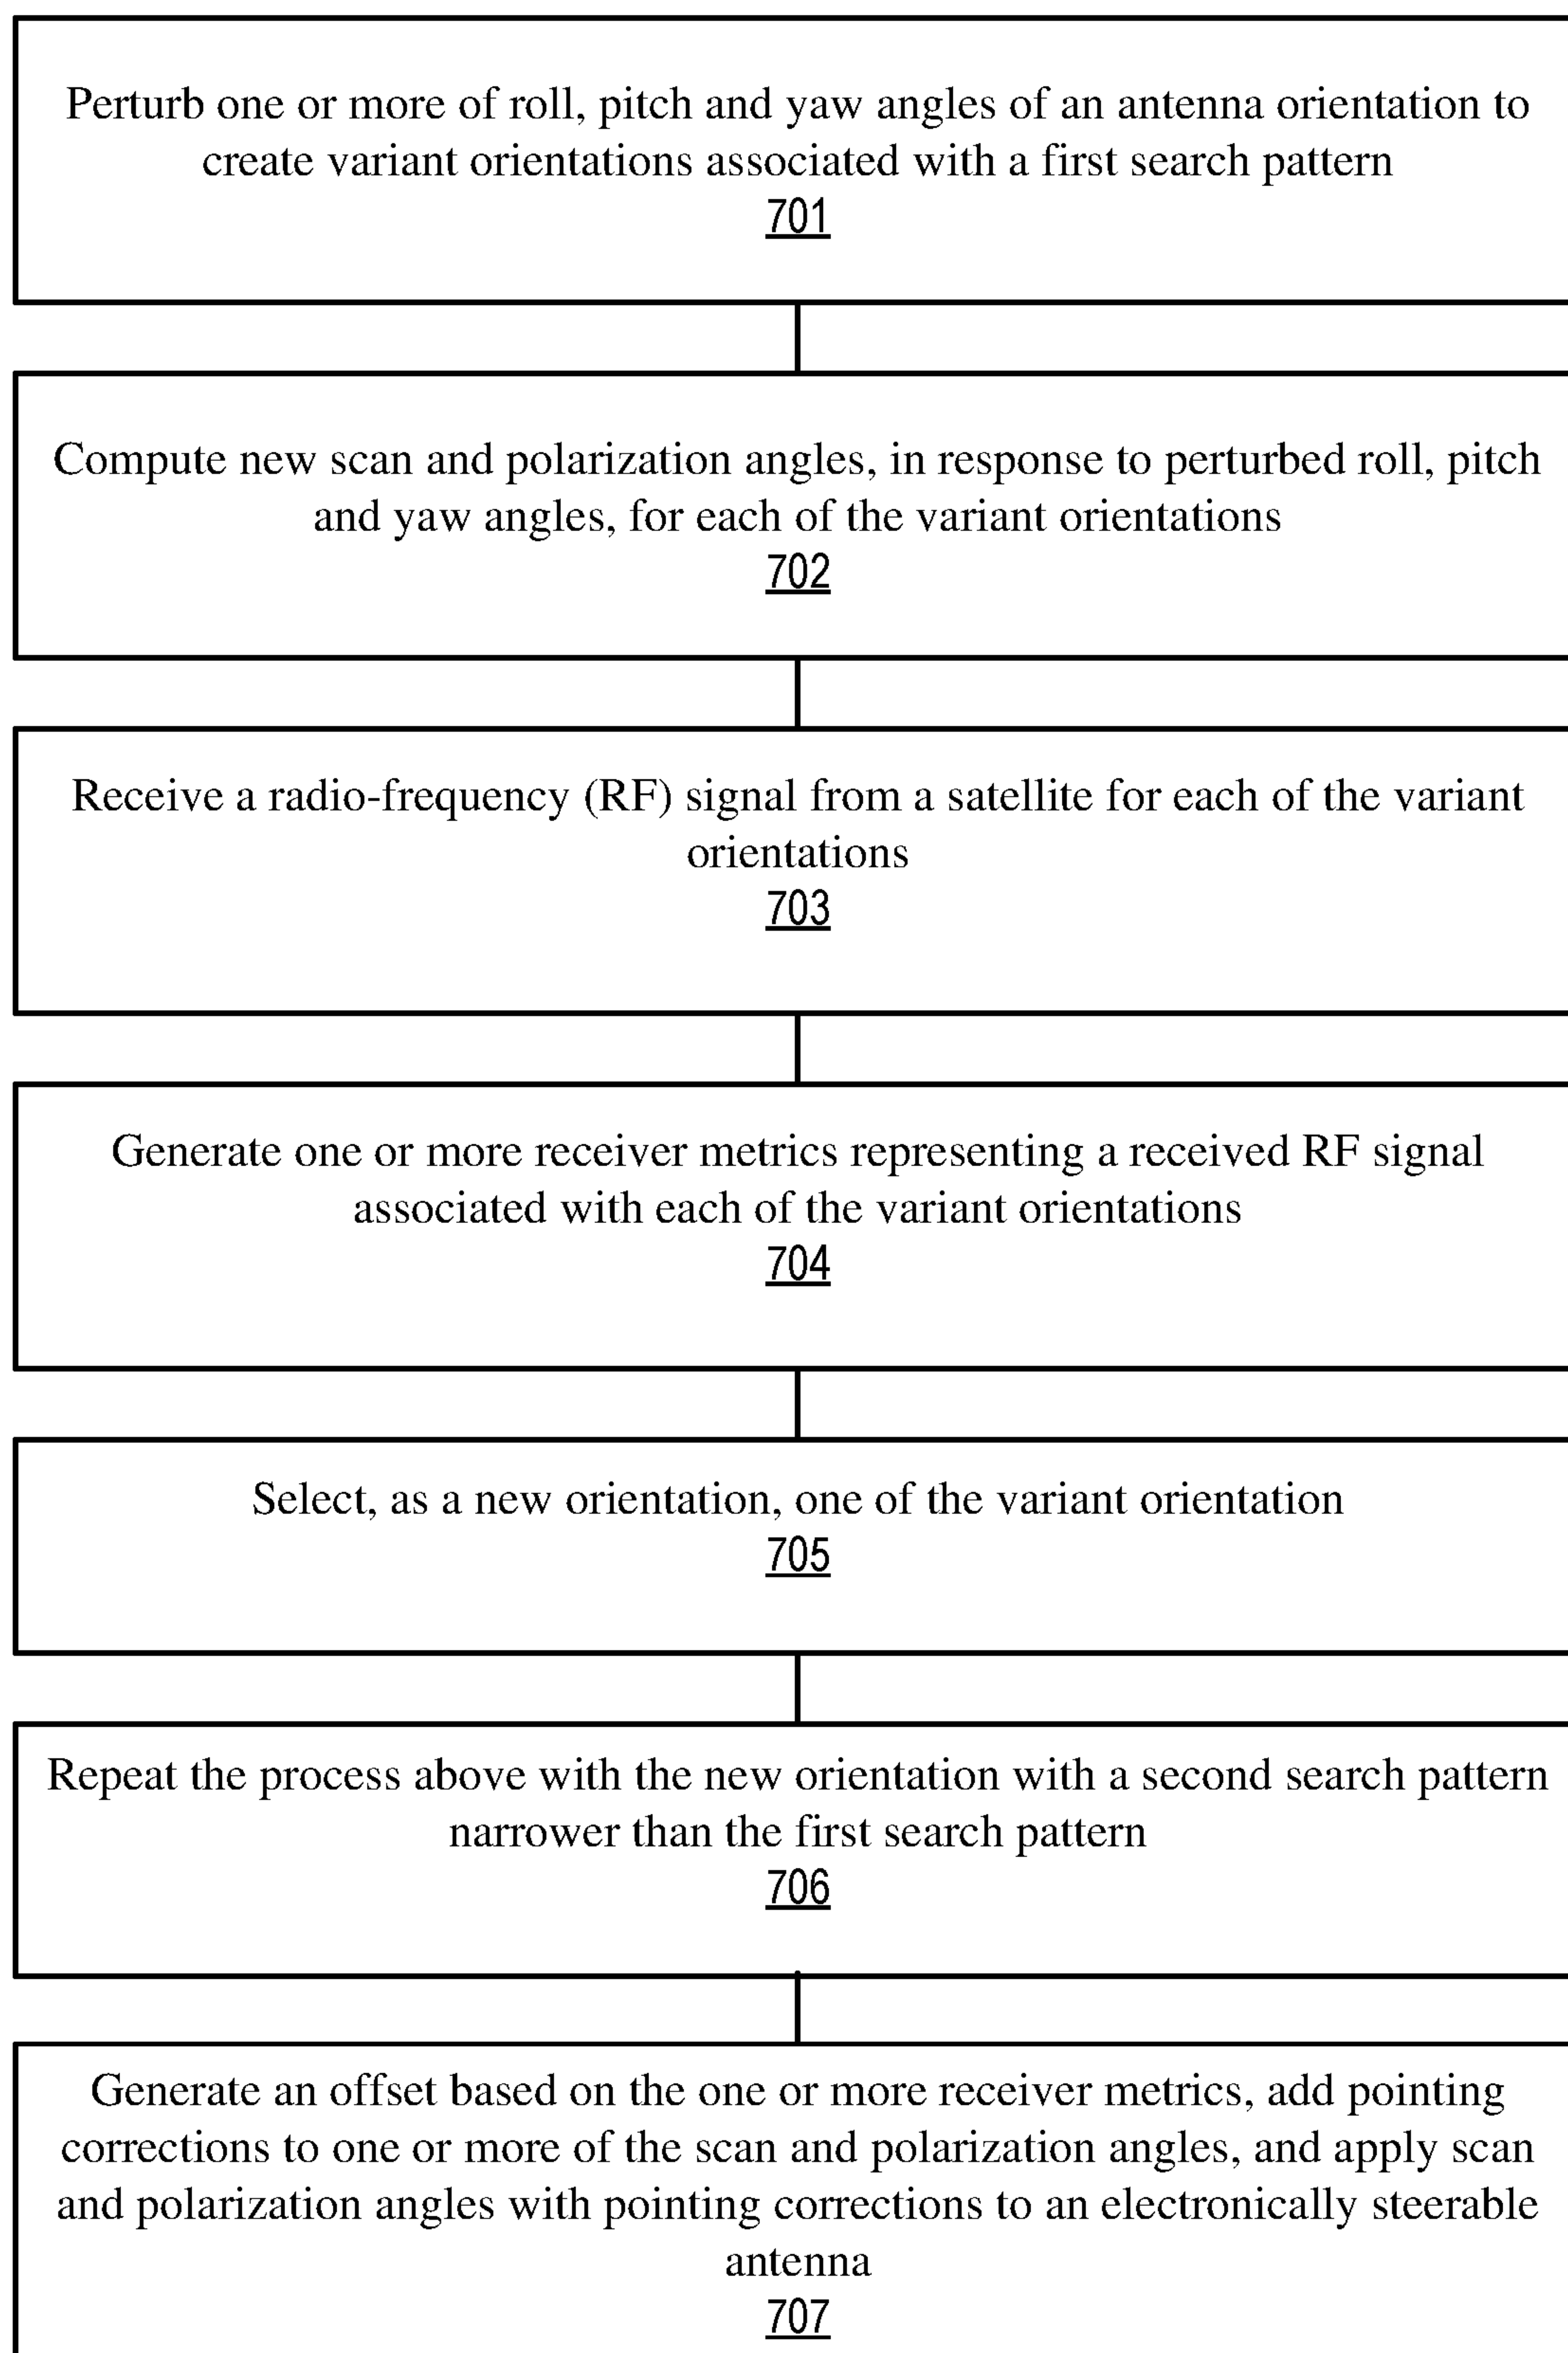 Perturb one or more of roll, pitch and yaw angles of an antenna orientation to
create variant orientations associated with a first search pattern
701
Compute new scan and polarization angles, in response to perturbed roll, pitch
and yaw angles, for each of the variant orientations
702
Receive a radio-frequency (RF) signal from a satellite for each of the variant
orientations
703
Generate one or more receiver metrics representing a received RF signal
associated with each of the variant orientations
704
Select, as a new orientation, one of the variant orientation
705
Repeat the process above with the new orientation with a second search pattern
narrower than the first search pattern
706
Generate an offset based on the one or more receiver metrics, add pointing
corrections to one or more of the scan and polarization angles, and apply scan
and polarization angles with pointing corrections to an electronically steerable
antenna
707